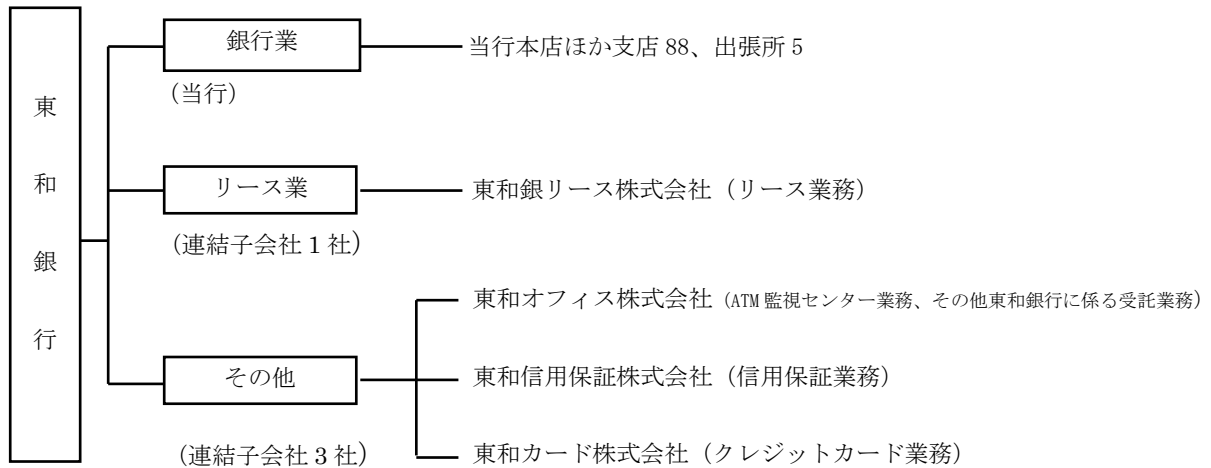 東和銀行
銀行業
当行本店ほか支店 88、出張所 5
（当行）
リース業
東和銀リース株式会社（リース業務）
（連結子会社 1 社）
東和オフィス株式会社（ATM 監視センター業務、その他東和銀行に係る受託業務）
その他
東和信用保証株式会社（信用保証業務）
（連結子会社 3 社）
東和カード株式会社（クレジットカード業務）